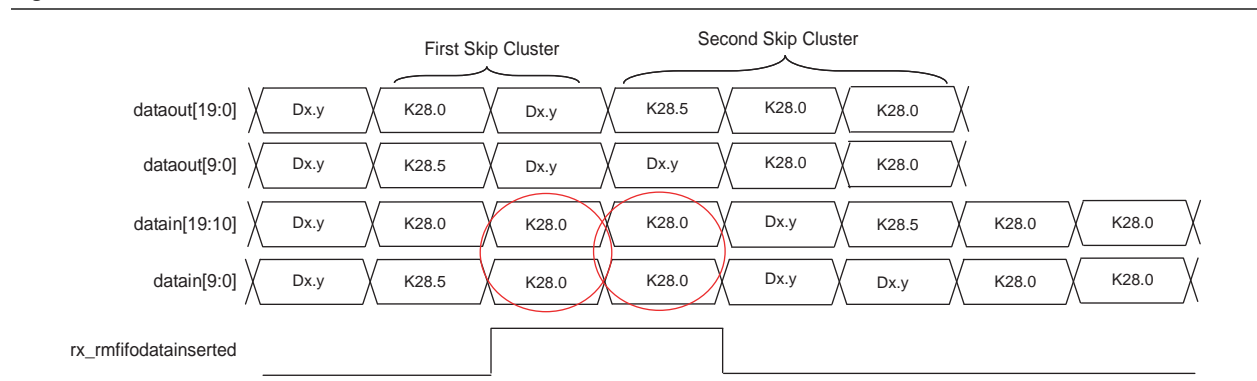 First Skip Cluster Second Skip Cluster
dataout[19:0] Dx.y K28.0 Dx.y K28.5 K28.0 K28.0
dataout[9:0] Dx.y K28.5 Dx.y Dx.y K28.0 K28.0
datain[19:10] Dx.y K28.0 K28.0 K28.0 Dx.y K28.5 K28.0 K28.0
datain[9:0] Dx.y K28.5 K28.0 K28.0 Dx.y Dx.y K28.0 K28.0
rx_rmfifodatainserted